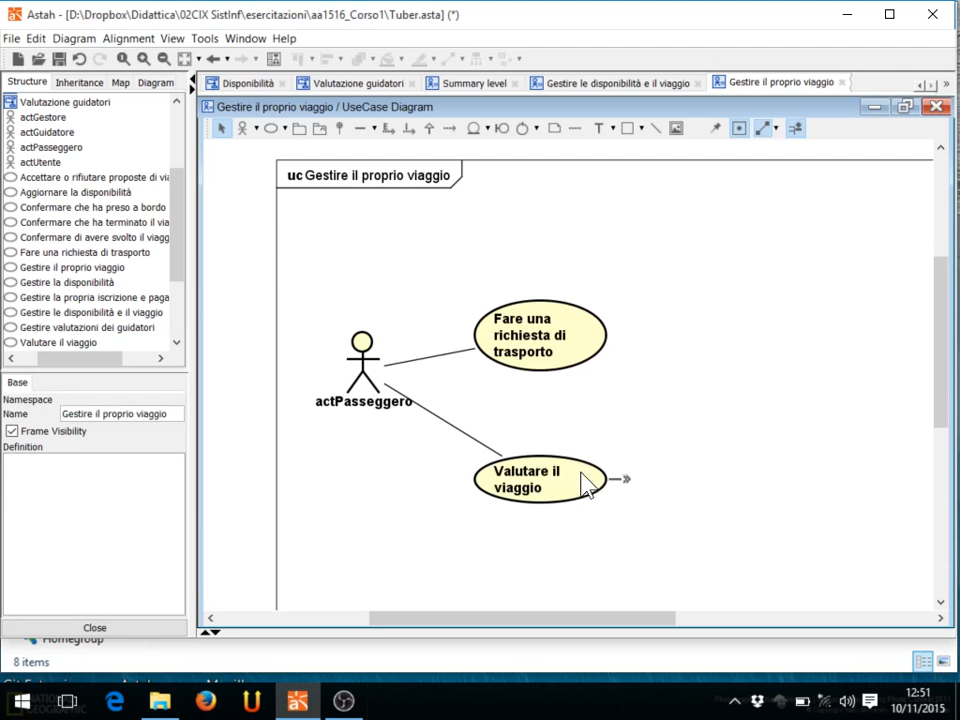 Astah - [D:\Dropbox\Didattica\02CIX SistInf\esercitazioni\aa1516_Corso1\Tuber.asta] (*)
File Edit Diagram Alignment View Tools Window Help
Structure Inheritance Map Diagram
Disponibilità Valutazione guidatori Summary level Gestire le disponibilità e il viaggio Gestire il proprio viaggio
Gestire il proprio viaggio / UseCase Diagram
Valutazione guidatori
actGestore
actGuidatore
actPasseggero
actUtente
Accettare o rifiutare proposte di via
Aggiornare la disponibilità
Confermare che ha preso a bordo
Confermare che ha terminato il via
Confermare di avere svolto il viagg
Fare una richiesta di trasporto
Gestire il proprio viaggio
Gestire la disponibilità
Gestire la propria iscrizione e paga
Gestire le disponibilità e il viaggio
Gestire valutazioni dei guidatori
Valutare il viaggio
Base
Namespace
Name Gestire il proprio viaggio
Frame Visibility
Definition
Close
uc Gestire il proprio viaggio
Fare una
richiesta di
trasporto
actPasseggero
Valutare il
viaggio
Homegroup
8 items
12:51
10/11/2015